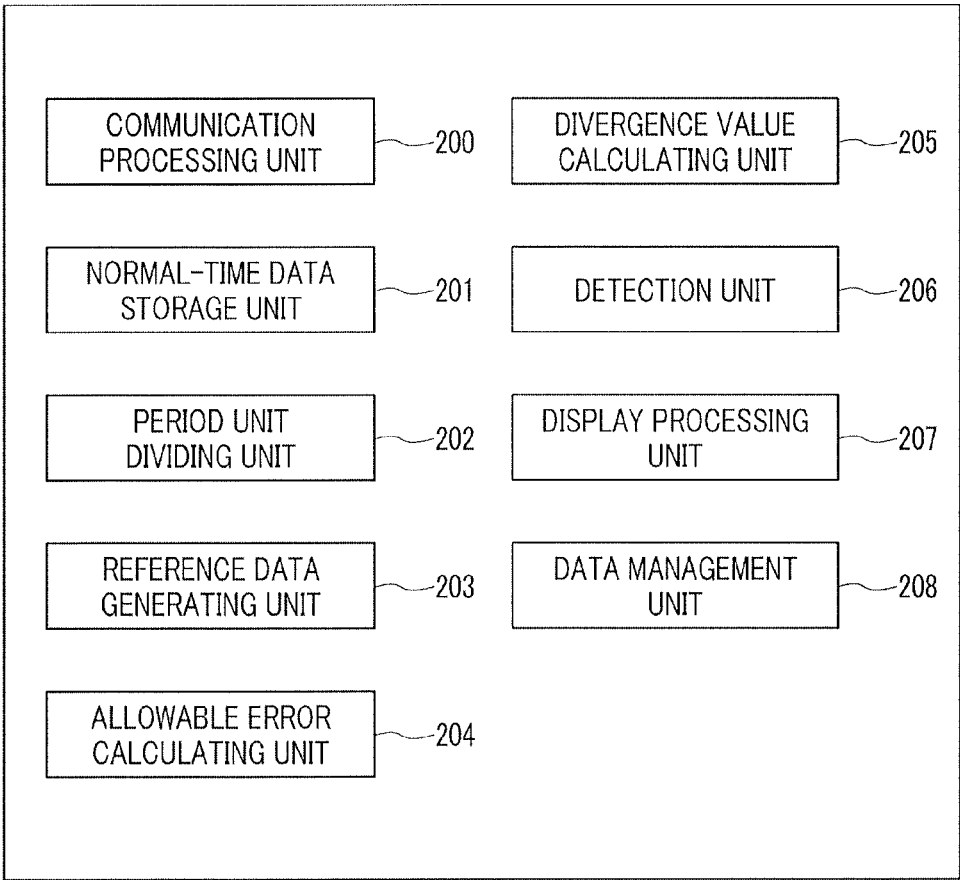 COMMUNICATION
PROCESSING UNIT
200
NORMAL-TIME DATA
STORAGE UNIT
201
PERIOD UNIT
DIVIDING UNIT
202
REFERENCE DATA
GENERATING UNIT
203
ALLOWABLE ERROR
CALCULATING UNIT
204
DIVERGENCE VALUE
CALCULATING UNIT
205
DETECTION UNIT
206
DISPLAY PROCESSING
UNIT
207
DATA MANAGEMENT
UNIT
208